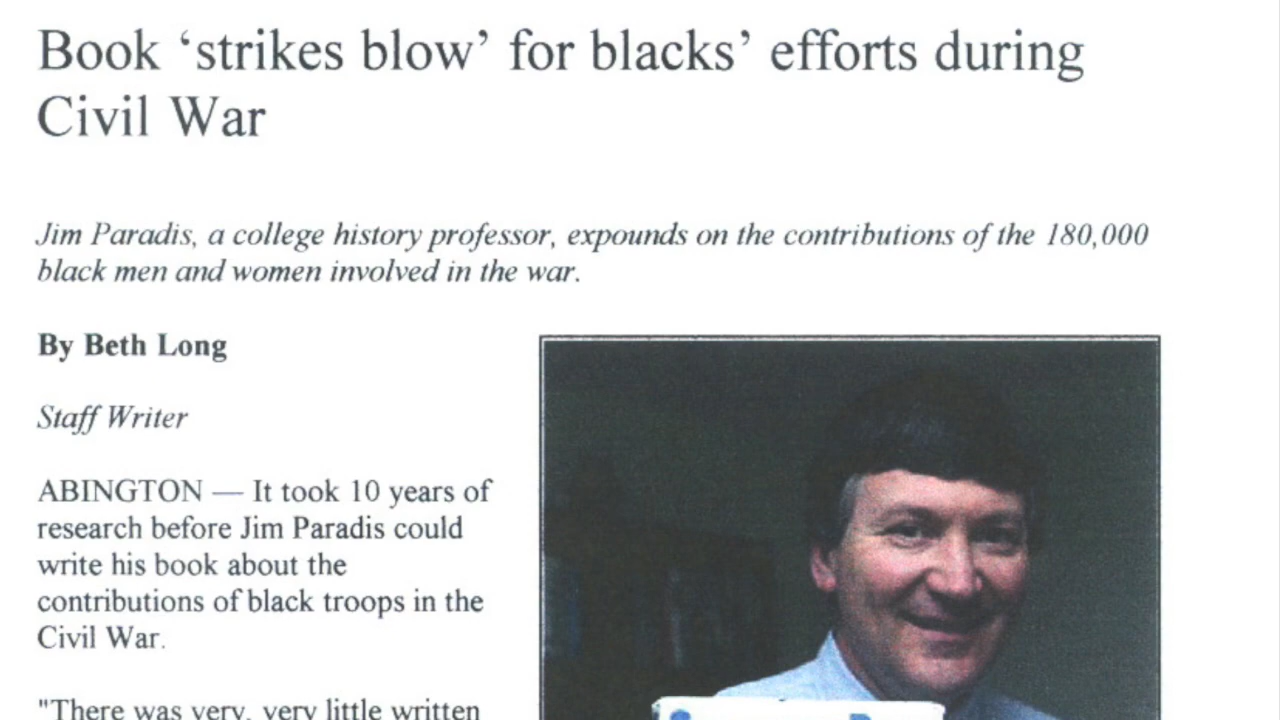 Book ‘strikes blow’ for blacks’ efforts during
Civil War
Jim Paradis, a college history professor, expounds on the contributions of the 180,000
black men and women involved in the war.
By Beth Long
Staff Writer
ABINGTON — It took 10 years of
research before Jim Paradis could
write his book about the
contributions of black troops in the
Civil War.
"There was very, very little written